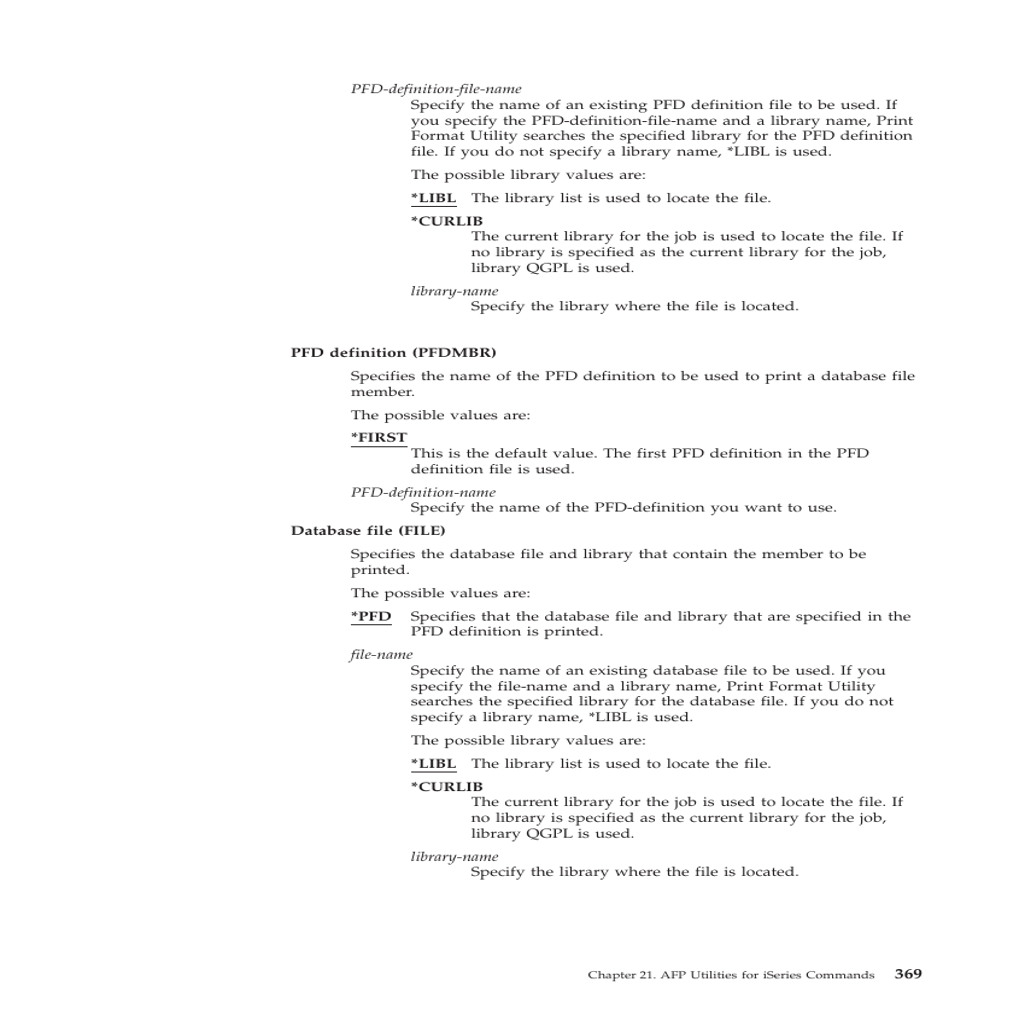 PFD-definition-file-name
Specify the name of an existing PFD definition file to be used. If
you specify the PFD-definition-file-name and a library name, Print
Format Utility searches the specified library for the PFD definition
file. If you do not specify a library name, *LIBL is used.
The possible library values are:
*LIBL The library list is used to locate the file.
*CURLIB
The current library for the job is used to locate the file. If
no library is specified as the current library for the job,
library QGPL is used.
library-name
Specify the library where the file is located.
PFD definition (PFDMBR)
Specifies the name of the PFD definition to be used to print a database file
member.
The possible values are:
*FIRST
This is the default value. The first PFD definition in the PFD
definition file is used.
PFD-definition-name
Specify the name of the PFD-definition you want to use.
Database file (FILE)
Specifies the database file and library that contain the member to be
printed.
The possible values are:
*PFD Specifies that the database file and library that are specified in the
PFD definition is printed.
file-name
Specify the name of an existing database file to be used. If you
specify the file-name and a library name, Print Format Utility
searches the specified library for the database file. If you do not
specify a library name, *LIBL is used.
The possible library values are:
*LIBL The library list is used to locate the file.
*CURLIB
The current library for the job is used to locate the file. If
no library is specified as the current library for the job,
library QGPL is used.
library-name
Specify the library where the file is located.
Chapter 21. AFP Utilities for iSeries Commands 369